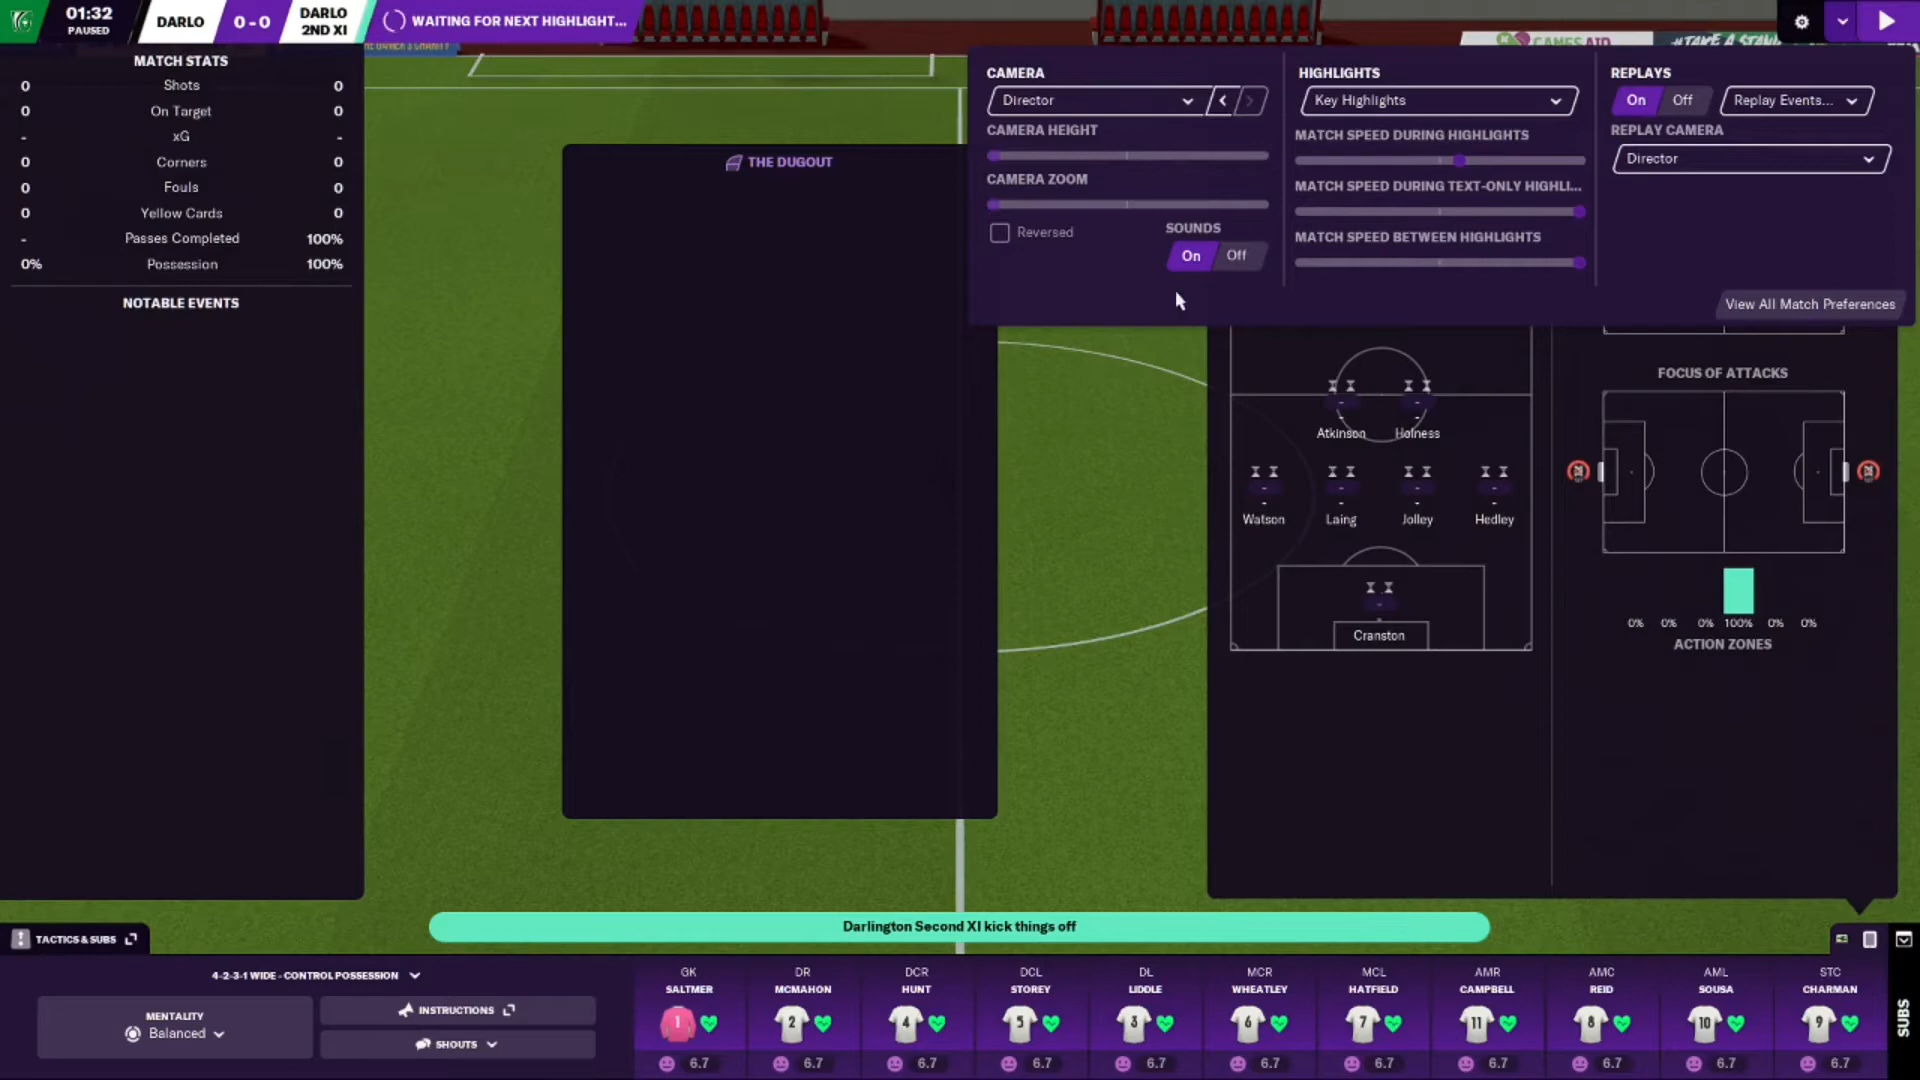 01:32
PAUSED
DARLO
0 - 0
DARLO
2ND XI
WAITING FOR NEXT HIGHLIGHT...
MATCH STATS
0 Shots 0
0 On Target 0
- xG -
0 Corners 0
0 Fouls 0
0 Yellow Cards 0
- Passes Completed 100%
0% Possession 100%
NOTABLE EVENTS
THE DUGOUT
GAMES AID
CAMERA
Director
CAMERA HEIGHT
CAMERA ZOOM
Reversed
SOUNDS
On Off
HIGHLIGHTS
Key Highlights
MATCH SPEED DURING HIGHLIGHTS
MATCH SPEED DURING TEXT-ONLY HIGHLI...
MATCH SPEED BETWEEN HIGHLIGHTS
REPLAYS
On Off Replay Events...
REPLAY CAMERA
Director
View All Match Preferences
Atkinson Holness
Watson Laing Jolley Hedley
Cranston
FOCUS OF ATTACKS
0% 0% 0% 100% 0% 0%
ACTION ZONES
Darlington Second XI kick things off
TACTICS & SUBS
4-2-3-1 WIDE - CONTROL POSSESSION
MENTALITY
Balanced
INSTRUCTIONS
SHOUTS
GK DR DCR DCL DL MCR MCL AMR AMC AML STC
SALTMER MCMAHON HUNT STOREY LIDDLE WHEATLEY HATFIELD CAMPBELL REID SOUSA CHARMAN
1 2 4 5 3 6 7 11 8 10 9
6.7 6.7 6.7 6.7 6.7 6.7 6.7 6.7 6.7 6.7 6.7
SUBS